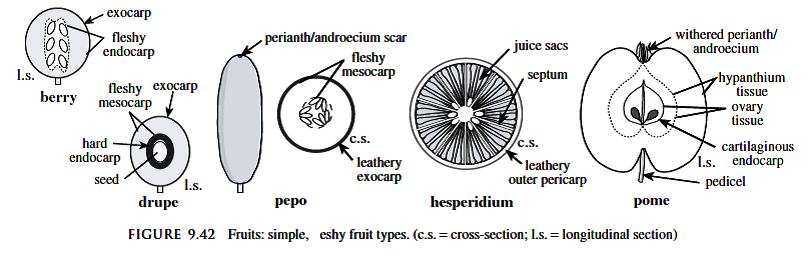 exocarp
fleshy
endocarp
l.s.
berry
fleshy
mesocarp
exocarp
hard
endocarp
seed
l.s.
drupe
perianth/androecium scar
fleshy
mesocarp
c.s.
leathery
exocarp
pepo
juice sacs
septum
c.s.
leathery
outer pericarp
hesperidium
withered perianth/
androecium
hypanthium
tissue
ovary
tissue
cartilaginous
endocarp
l.s.
pedicel
pome
FIGURE 9.42 Fruits: simple, eshy fruit types. (c.s. = cross-section; l.s. = longitudinal section)